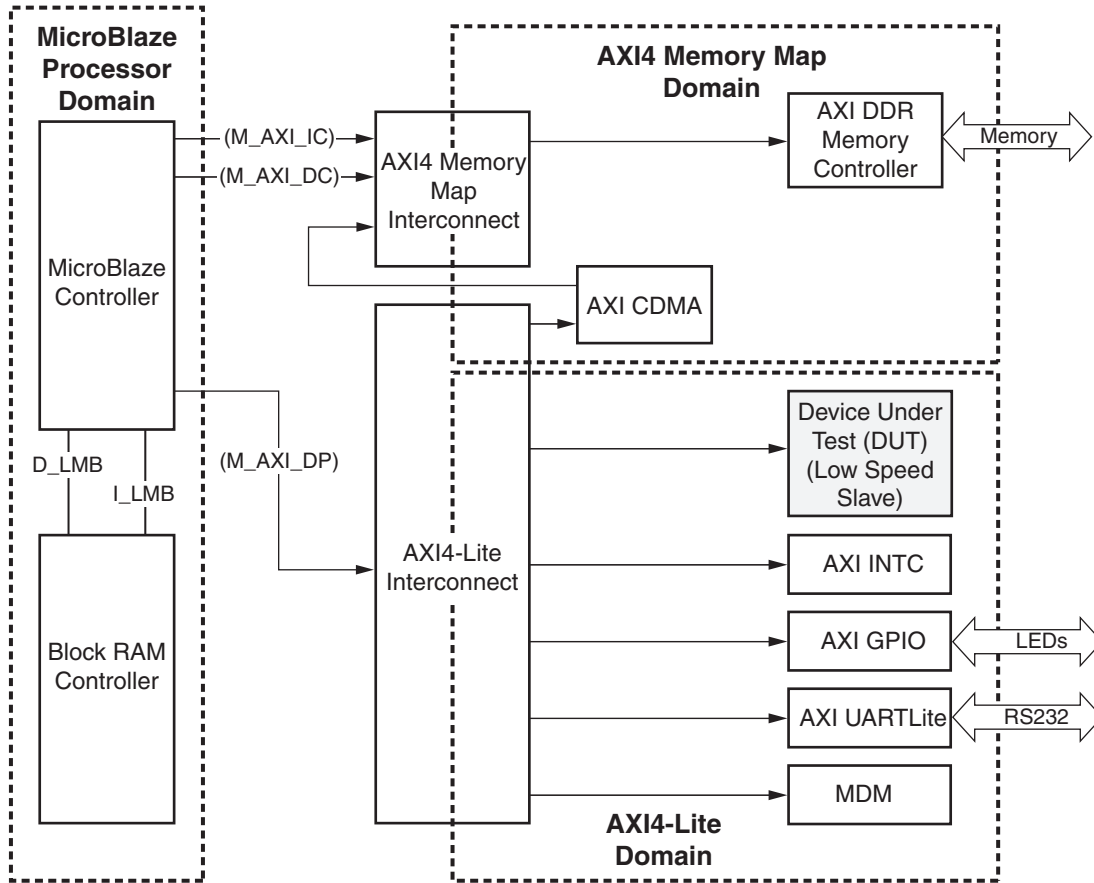 MicroBlaze
Processor
Domain
AXI4 Memory Map
Domain
(M_AXI_IC)
(M_AXI_DC)
AXI4 Memory
Map
Interconnect
AXI DDR
Memory
Controller
Memory
MicroBlaze
Controller
AXI CDMA
D_LMB
I_LMB
(M_AXI_DP)
AXI4-Lite
Interconnect
Device Under
Test (DUT)
(Low Speed
Slave)
AXI INTC
Block RAM
Controller
AXI GPIO
LEDs
AXI UARTLite
RS232
MDM
AXI4-Lite
Domain